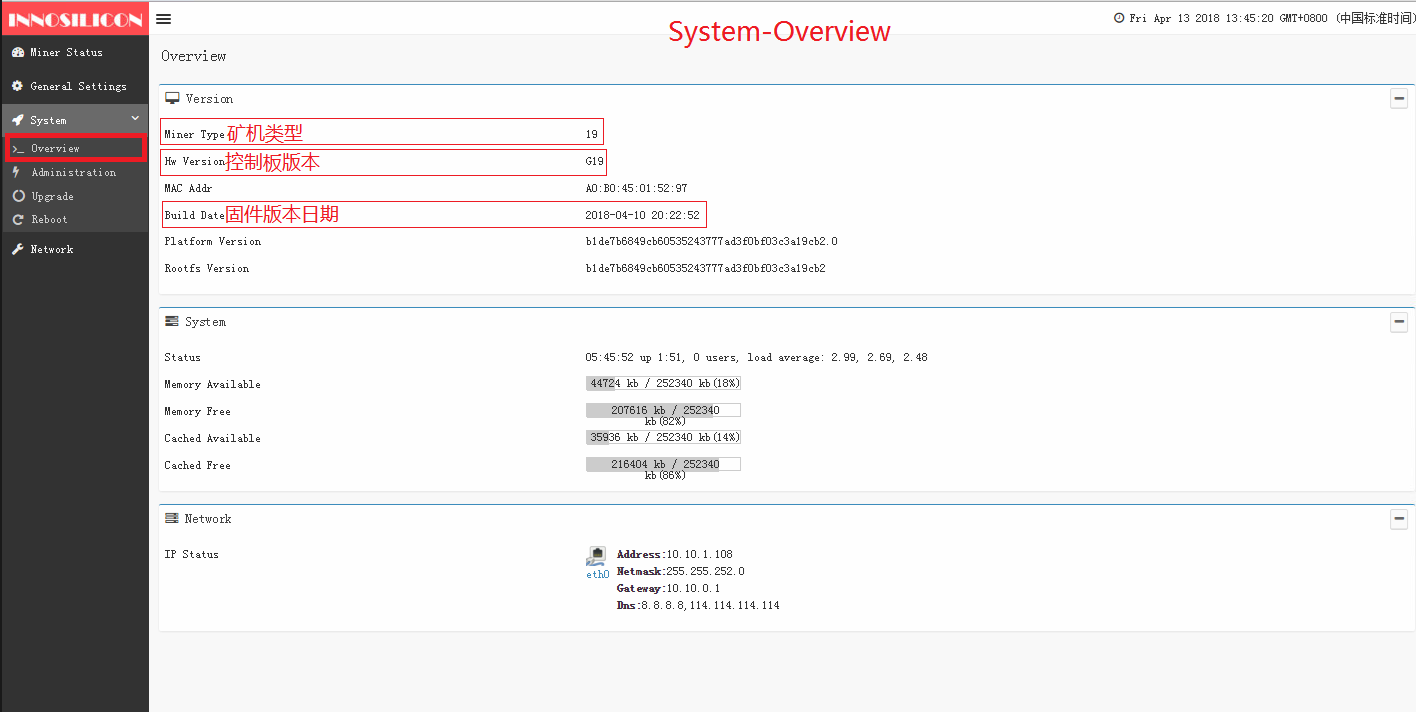 INNOSILICON
Fri Apr 13 2018 13:45:20 GMT+0800 (中国标准时间)
System-Overview
Miner Status
General Settings
System
Overview
Administration
Upgrade
Reboot
Network
Overview
Version
Miner Type 矿机类型 19
Hw Version 控制板版本 G19
MAC Addr A0:B0:45:01:52:97
Build Date 固件版本日期 2018-04-10 20:22:52
Platform Version b1de7b6849cb60535243777ad3f0bf03c3a19cb2.0
Rootfs Version b1de7b6849cb60535243777ad3f0bf03c3a19cb2
System
Status 05:45:52 up 1:51, 0 users, load average: 2.99, 2.69, 2.48
Memory Available 44724 kb / 252340 kb(18%)
Memory Free 207616 kb / 252340
kb(82%)
Cached Available 35936 kb / 252340 kb(14%)
Cached Free 216404 kb / 252340
kb(86%)
Network
IP Status
eth0
Address:10.10.1.108
Netmask:255.255.252.0
Gateway:10.10.0.1
Dns:8.8.8.8,114.114.114.114